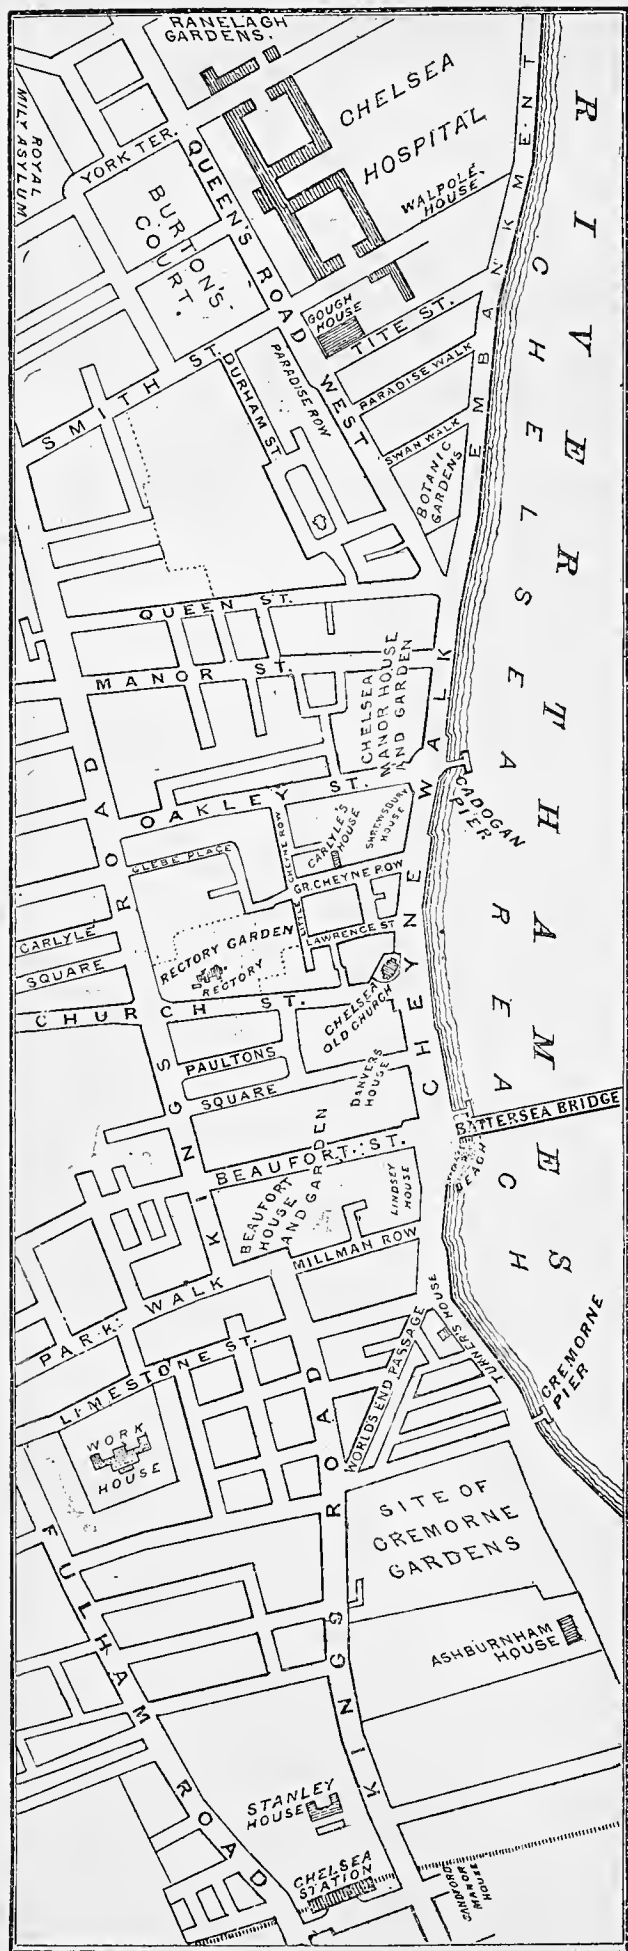 RANELAGH
GARDENS.
CHELSEA
HOSPITAL
ROYAL
MILY ASYLUM
YORK TER.
QUEEN'S ROAD WEST
WALPOLE
HOUSE
BURTON'S
COURT.
GOUGH
HOUSE
TITE ST.
EMBANKMENT
RIVER THAMES
CHELSEA REACH
SMITH ST.
DURHAM ST.
PARADISE ROW
PARADISE WALK
SWAN WALK
BOTANIC
GARDENS
QUEEN ST.
MANOR ST.
CHELSEA
MANOR HOUSE
AND GARDEN
CHEYNE WALK
CADOGAN
PIER
OAKLEY ST.
CARLYLE'S
HOUSE
SHREWSBURY
HOUSE
GLEBE PLACE
LITTLE CHEYNE ROW
GR. CHEYNE ROW
LAWRENCE ST
CARLYLE
SQUARE
RECTORY GARDEN
RECTORY
CHURCH ST.
CHELSEA
OLD CHURCH
PAULTONS
SQUARE
DANVERS
HOUSE
BATTERSEA BRIDGE
BEACH
BEAUFORT ST.
BEAUFORT
HOUSE
AND GARDEN
LINDSEY
HOUSE
MILLMAN ROW
KINGS ROAD
PARK WALK
LIMESTONE ST.
WORK
HOUSE
WORLD'S END PASSAGE
TURNER'S HOUSE
CREMORNE
PIER
SITE OF
CREMORNE
GARDENS
ASHBURNHAM
HOUSE
KINGS ROAD
FULHAM ROAD
STANLEY
HOUSE
CHELSEA
STATION
SANDFORD
MANOR
HOUSE